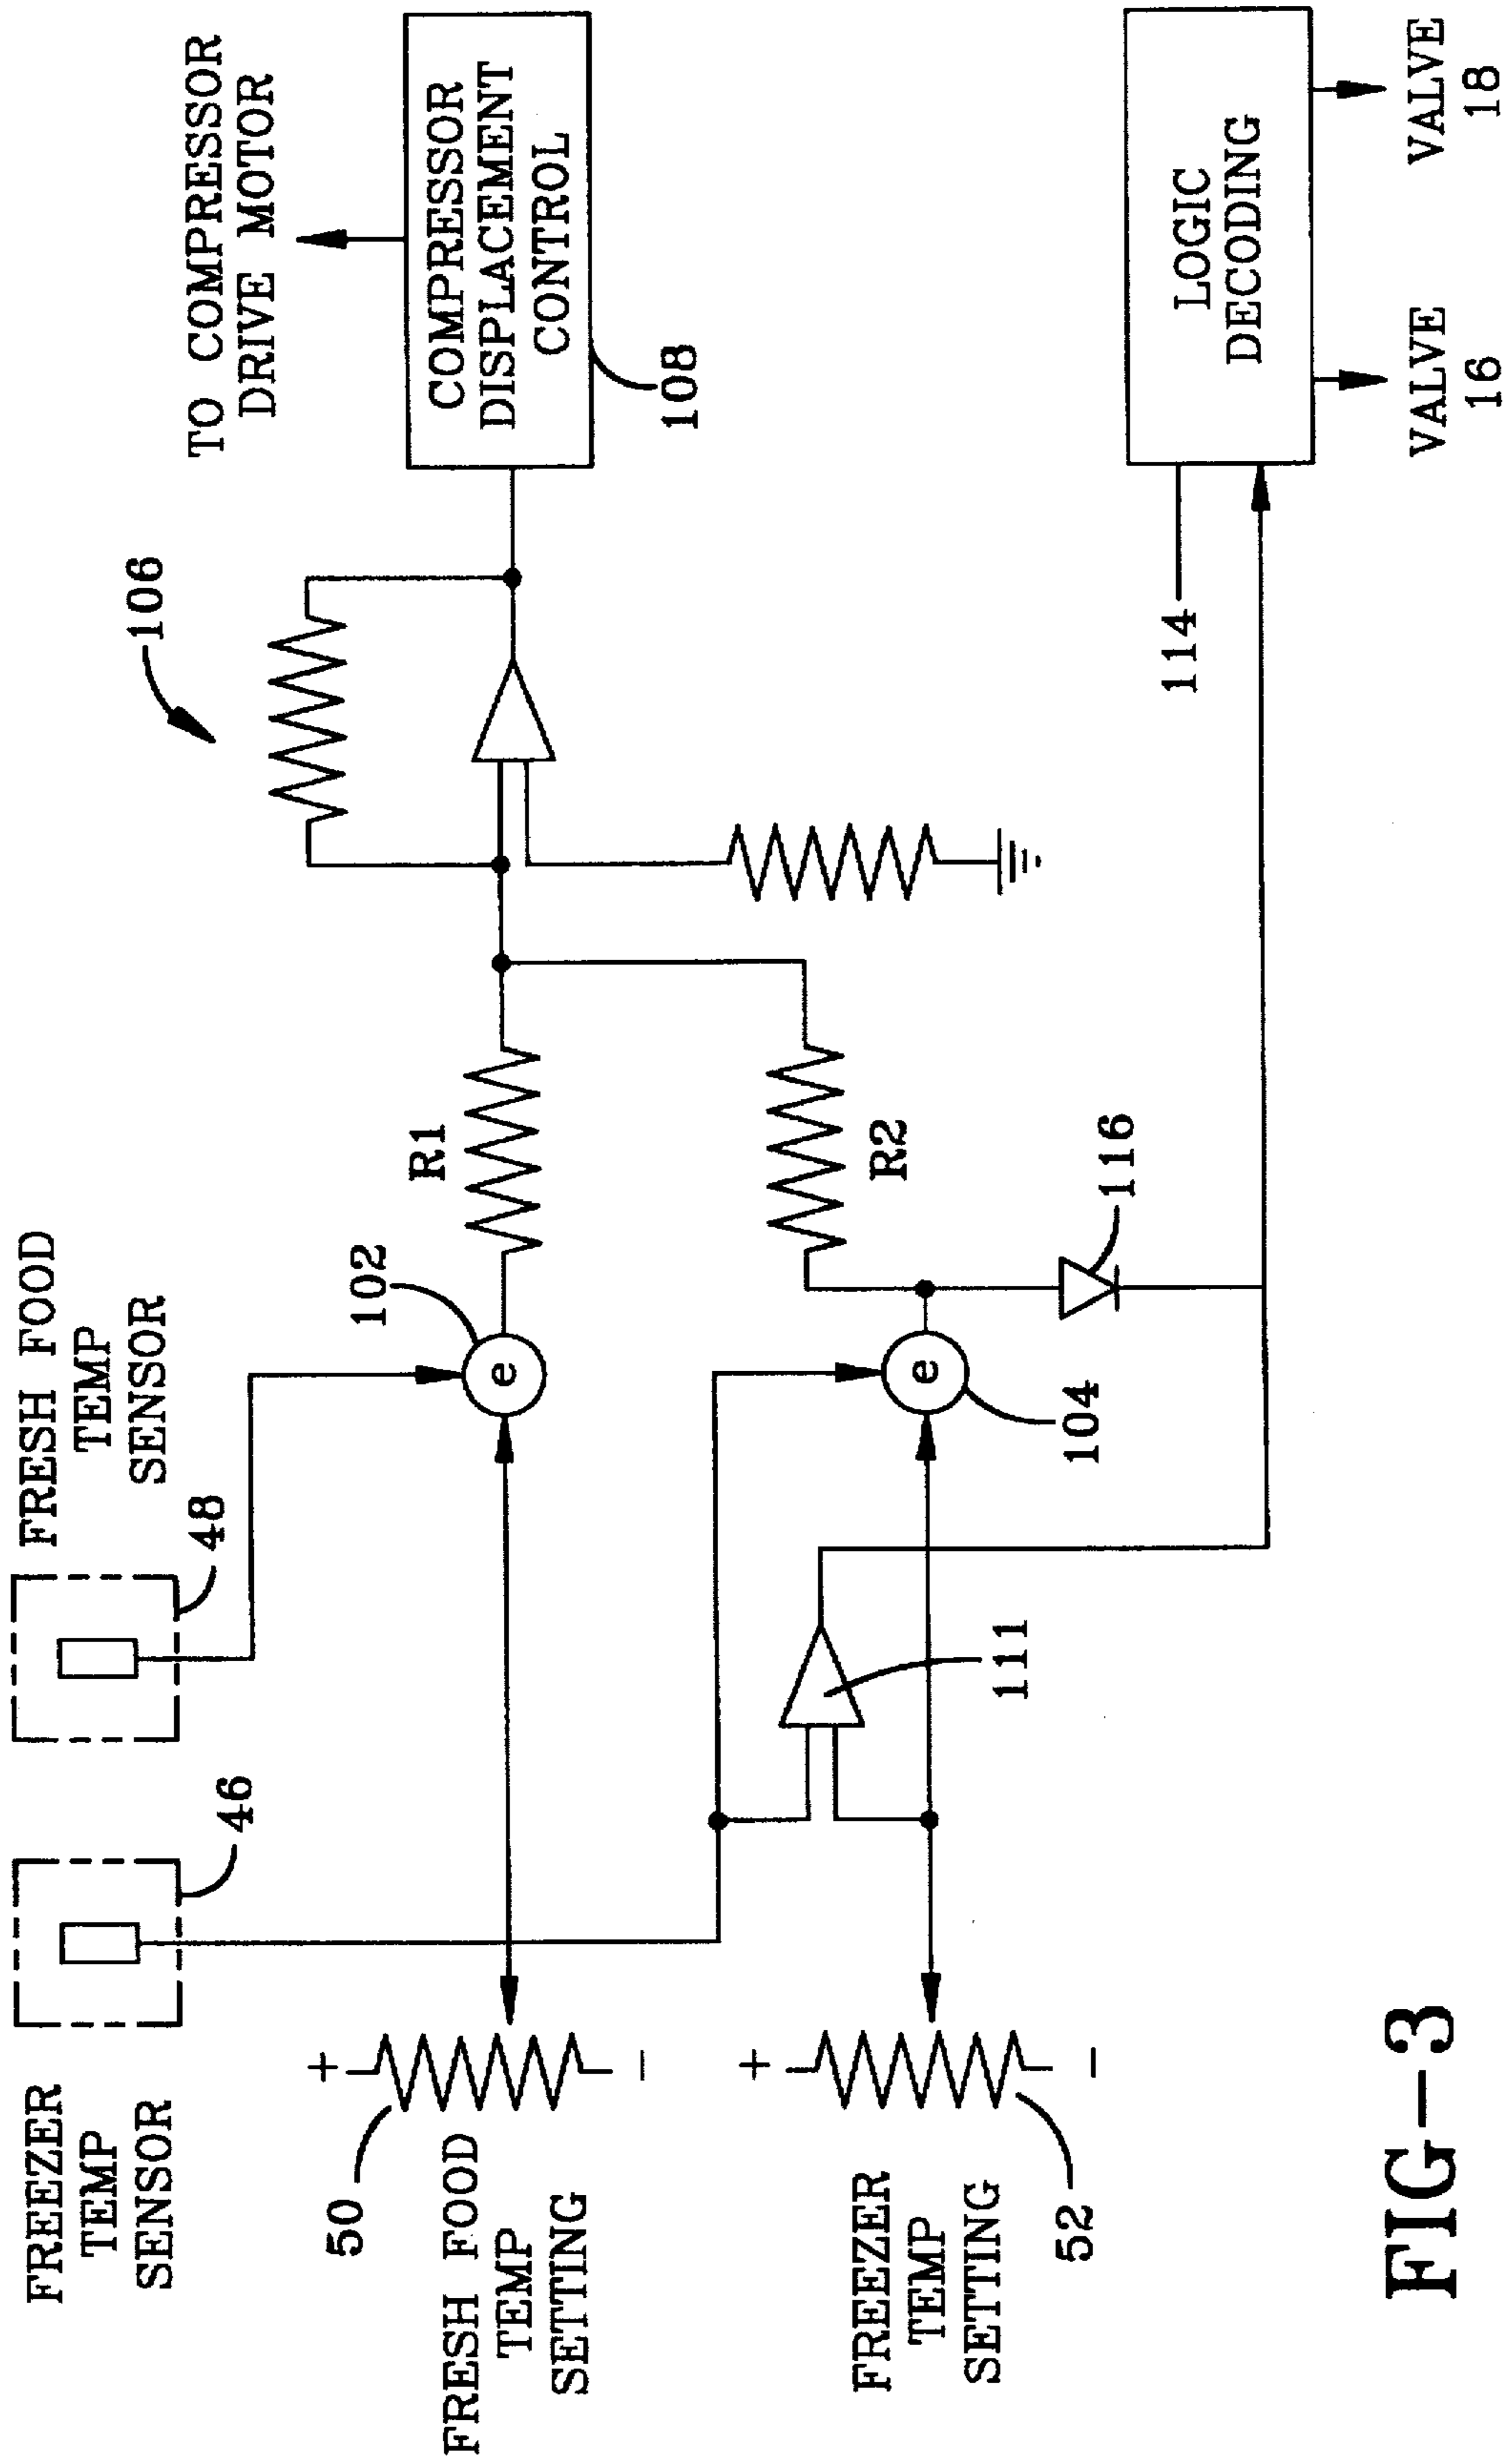 FREEZER
TEMP
SENSOR
46
FRESH FOOD
TEMP
SENSOR
48
TO COMPRESSOR
DRIVE MOTOR
106
COMPRESSOR
DISPLACEMENT
CONTROL
108
+
50
-
FRESH FOOD
TEMP
SETTING
102
e
R1
+
52
-
FREEZER
TEMP
SETTING
111
e
104
R2
116
114
LOGIC
DECODING
VALVE
16
VALVE
18
FIG-3